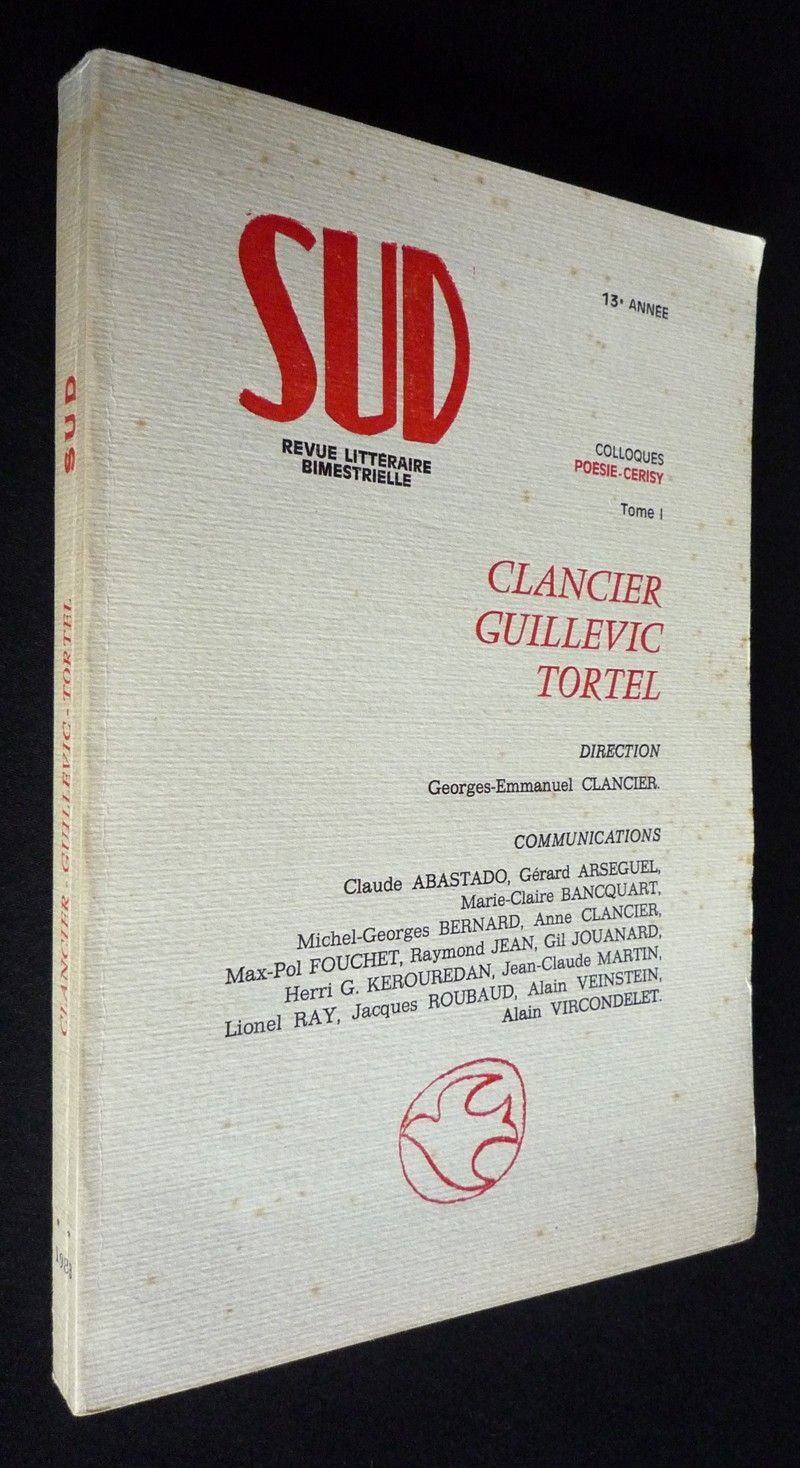 SUD
REVUE LITTÉRAIRE
BIMESTRIELLE
13e ANNÉE
COLLOQUES
POÉSIE-CERISY
Tome I
CLANCIER
GUILLEVIC
TORTEL
DIRECTION
Georges-Emmanuel CLANCIER.
COMMUNICATIONS
Claude ABASTADO, Gérard ARSEGUEL,
Marie-Claire BANCQUART,
Michel-Georges BERNARD, Anne CLANCIER,
Max-Pol FOUCHET, Raymond JEAN, Gil JOUANARD,
Herri G. KEROUREDAN, Jean-Claude MARTIN,
Lionel RAY, Jacques ROUBAUD, Alain VEINSTEIN,
Alain VIRCONDELET.
SUD
CLANCIER - GUILLEVIC - TORTEL